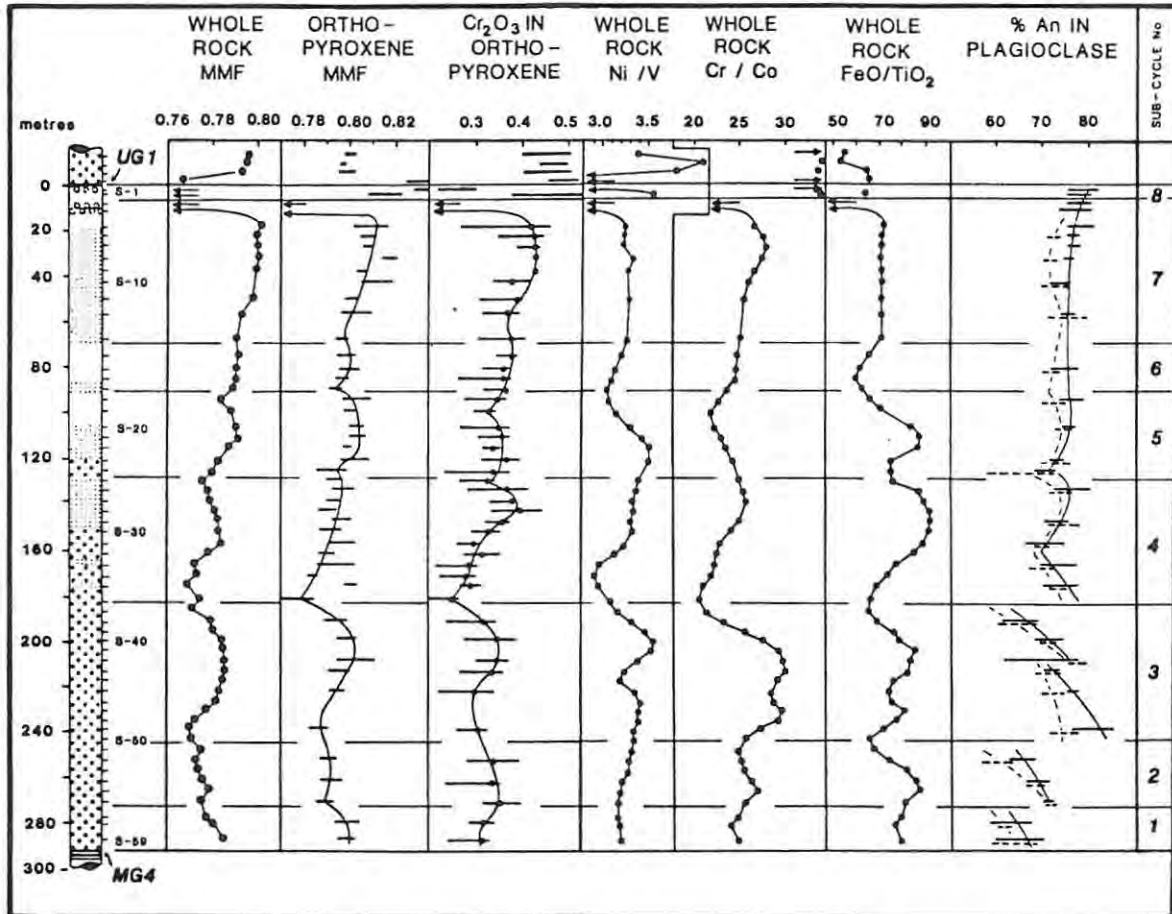 WHOLE ROCK MMF
ORTHO-PYROXENE MMF
Cr₂O₃ IN ORTHO-PYROXENE
WHOLE ROCK Ni /V
WHOLE ROCK Cr / Co
WHOLE ROCK FeO/TiO₂
% An IN PLAGIOCLASE
SUB-CYCLE No
metres
0.76 0.78 0.80
0.78 0.80 0.82
0.3 0.4 0.5
3.0 3.5
20 25 30
50 70 90
60 70 80
UG1
0
S-1
8
20
40
S-10
7
80
6
S-20
5
120
S-30
4
160
200
S-40
3
240
S-50
2
280
S-59
1
300
MG4